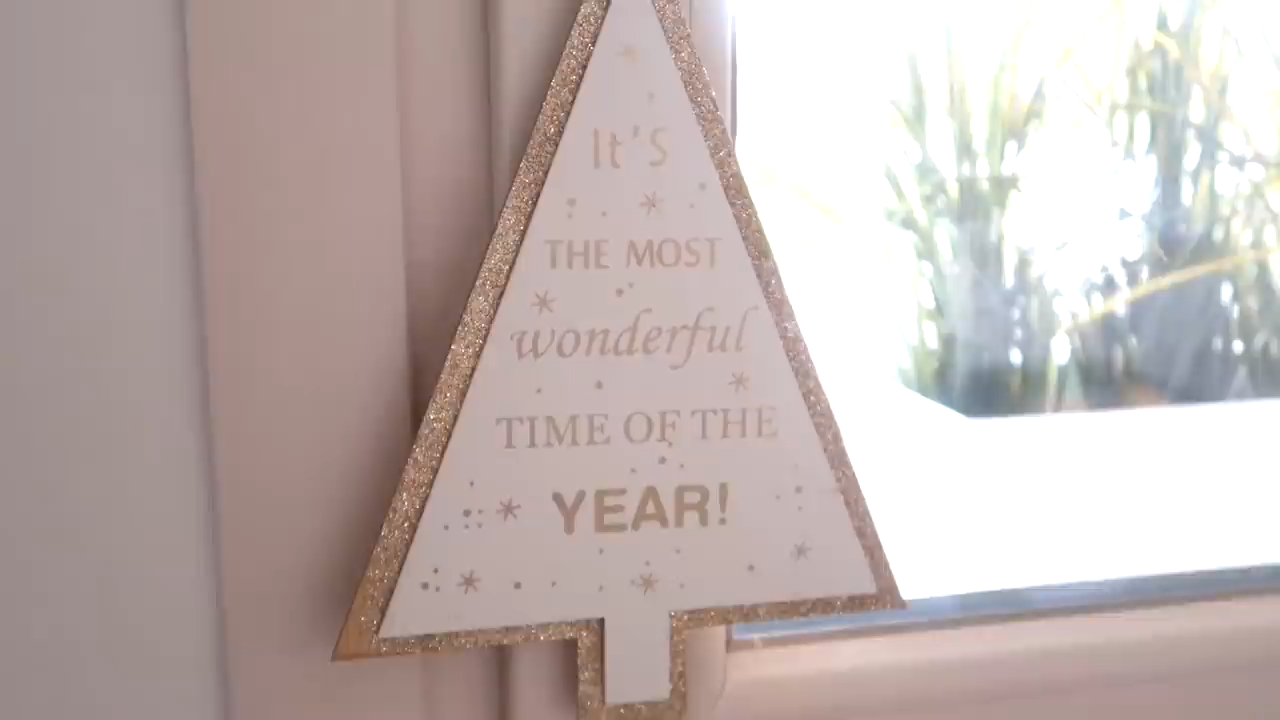 It's
THE MOST
wonderful
TIME OF THE
YEAR!